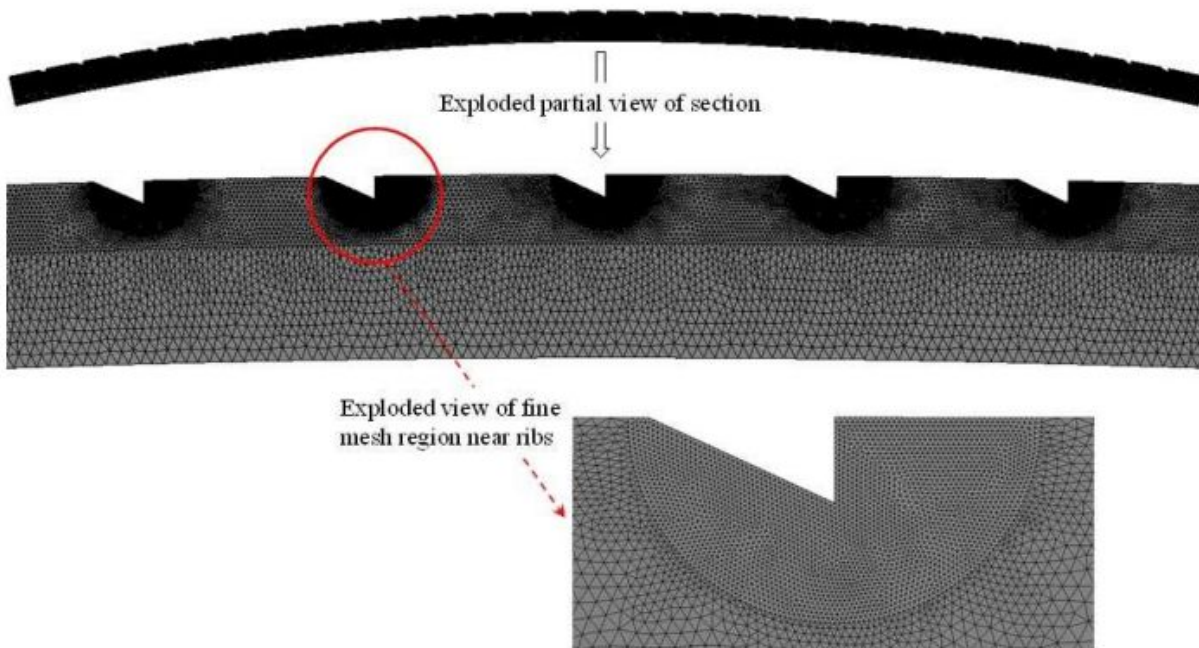 Exploded partial view of section
Exploded view of fine
mesh region near ribs